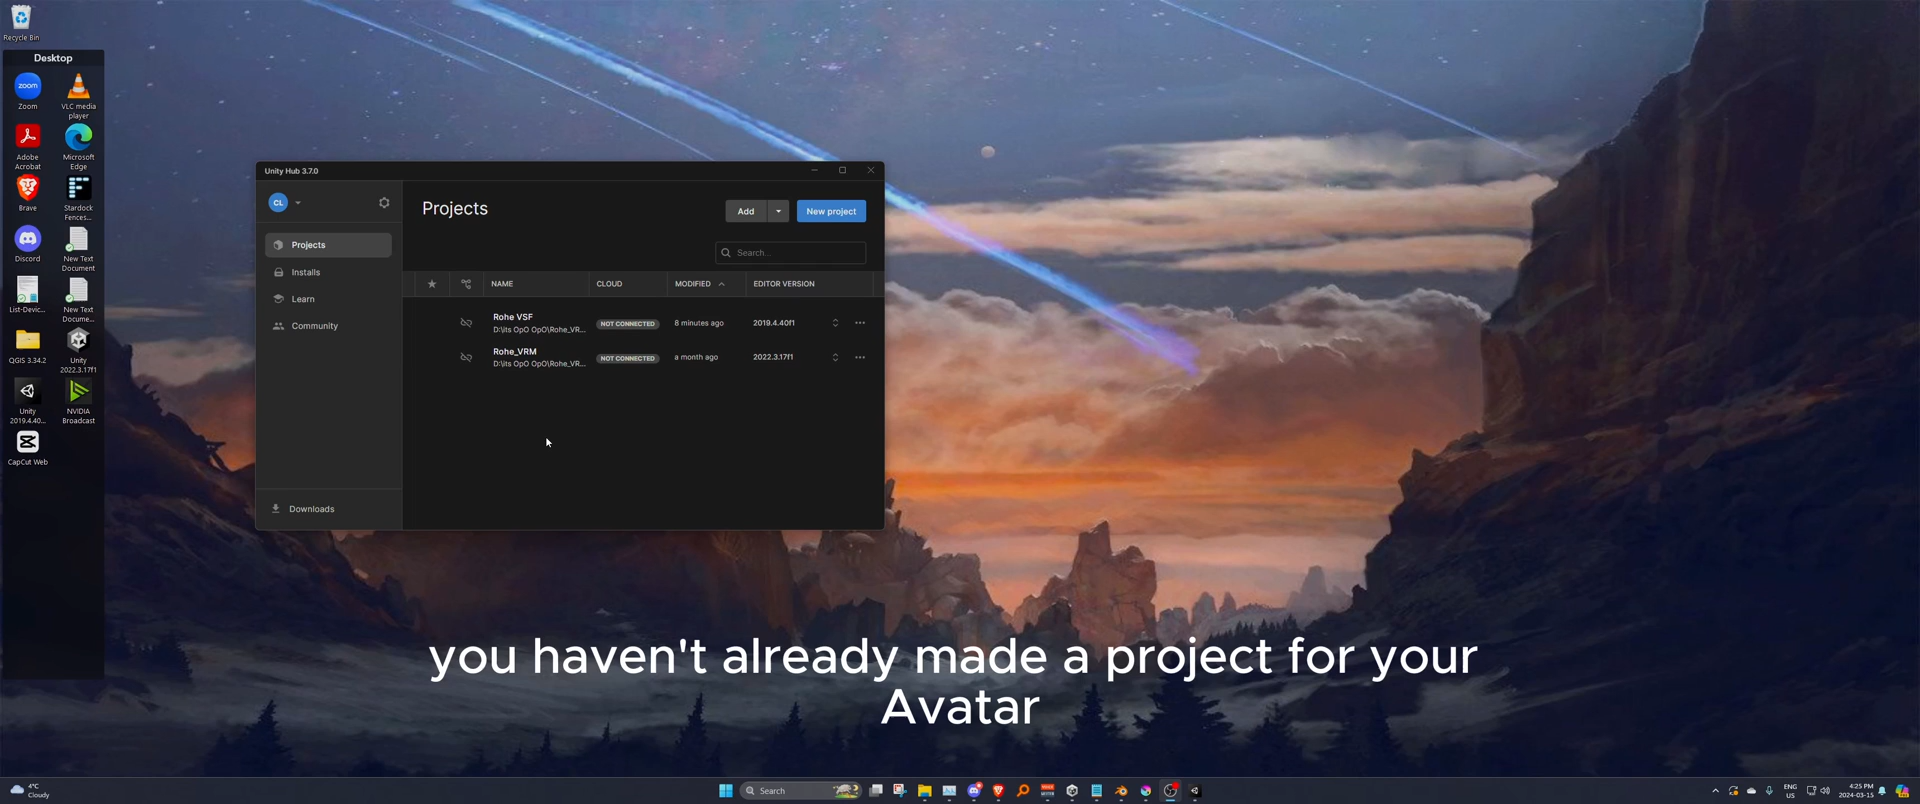 Recycle Bin
Desktop
Zoom
VLC media player
Adobe Acrobat
Microsoft Edge
Brave
Stardock Fences...
Discord
New Text Document
List-Devic...
New Text Docume...
QGIS 3.34.2
Unity 2022.3.17f1
Unity 2019.4.40...
NVIDIA Broadcast
CapCut Web
Unity Hub 3.7.0
CL
Projects
Installs
Learn
Community
Downloads
Projects
Add
New project
Search...
NAME CLOUD MODIFIED EDITOR VERSION
Rohe VSF
D:\Its OpO OpO\Rohe_VR...
NOT CONNECTED
8 minutes ago
2019.4.40f1
Rohe_VRM
D:\Its OpO OpO\Rohe_VR...
NOT CONNECTED
a month ago
2022.3.17f1
you haven't already made a project for your
Avatar
4°C
Cloudy
Search
ENG
US
4:25 PM
2024-03-15